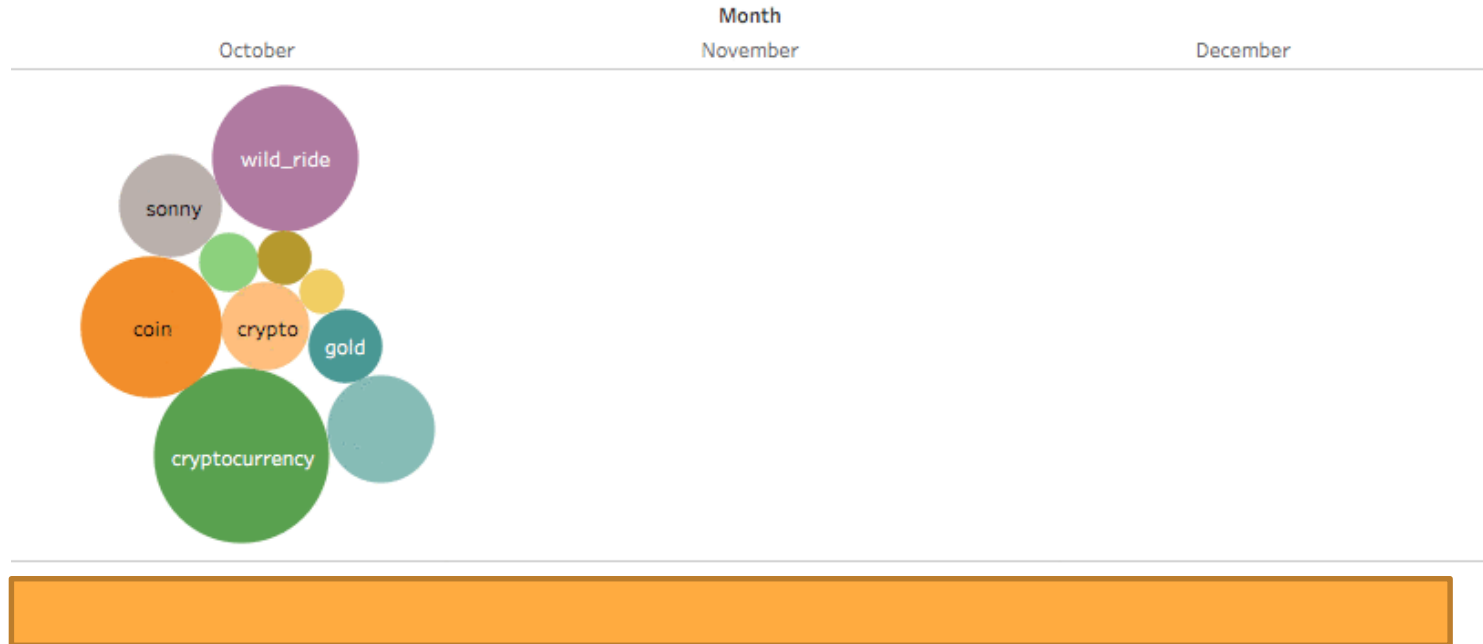 Month
October November December
wild_ride
sonny
coin
crypto
gold
cryptocurrency